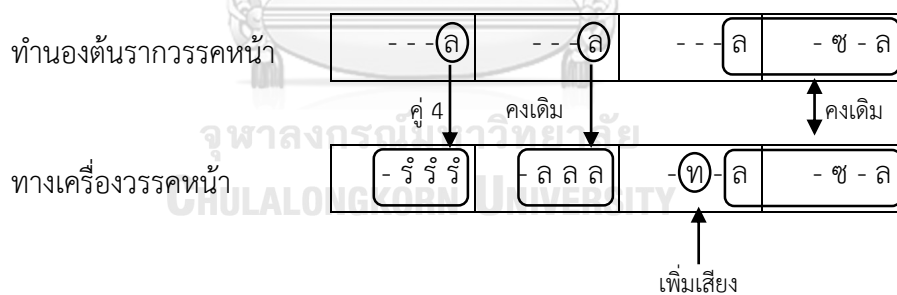 ทำนองต้นรากวรรคหน้า - - - ล - - - ล - - - ล - ซ - ล
คู่ 4 คงเดิม คงเดิม
จุฬาลงกรณ์มหาวิทยาลัย
ทางเครื่องวรรคหน้า - รํ รํ รํ - ล ล ล - ท - ล - ซ - ล
CHULALONGKORN UNIVERSITY
เพิ่มเสียง